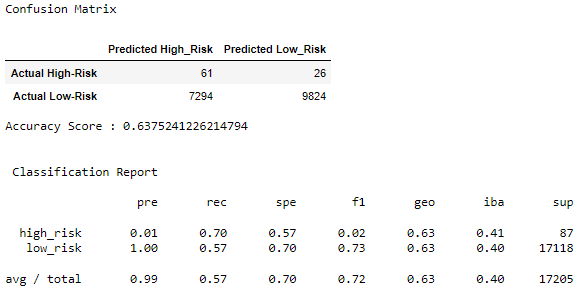 Confusion Matrix
Predicted High_Risk Predicted Low_Risk
Actual High-Risk 61 26
Actual Low-Risk 7294 9824
Accuracy Score : 0.6375241226214794
Classification Report
pre rec spe f1 geo iba sup
high_risk 0.01 0.70 0.57 0.02 0.63 0.41 87
low_risk 1.00 0.57 0.70 0.73 0.63 0.40 17118
avg / total 0.99 0.57 0.70 0.72 0.63 0.40 17205